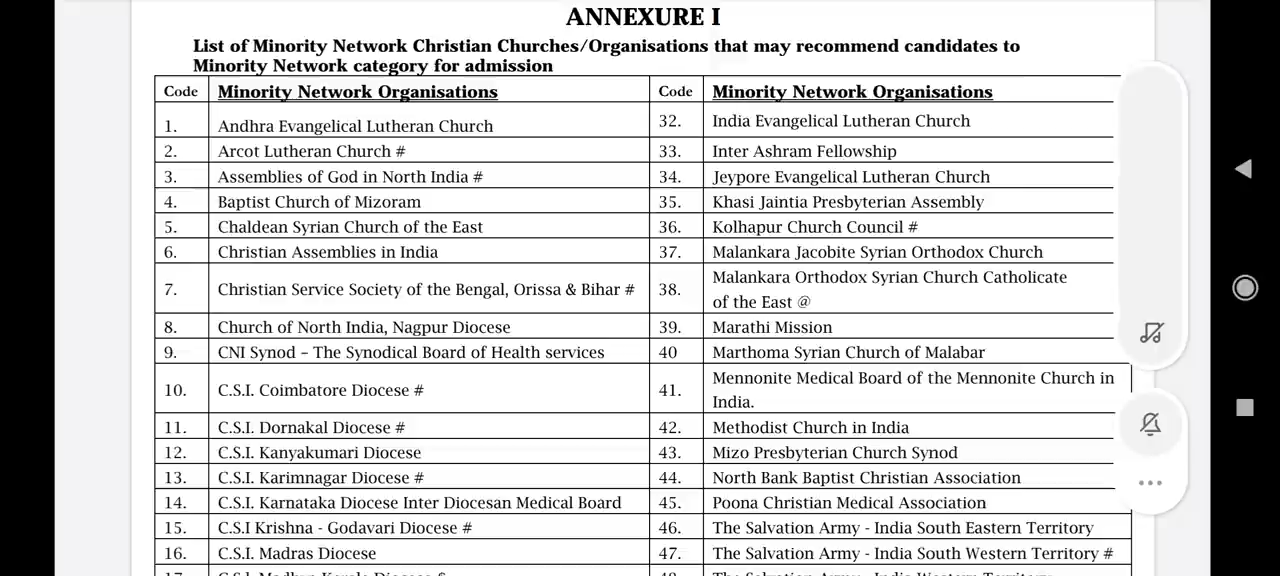 ANNEXURE I
List of Minority Network Christian Churches/Organisations that may recommend candidates to
Minority Network category for admission
Code Minority Network Organisations Code Minority Network Organisations
1. Andhra Evangelical Lutheran Church 32. India Evangelical Lutheran Church
2. Arcot Lutheran Church # 33. Inter Ashram Fellowship
3. Assemblies of God in North India # 34. Jeypore Evangelical Lutheran Church
4. Baptist Church of Mizoram 35. Khasi Jaintia Presbyterian Assembly
5. Chaldean Syrian Church of the East 36. Kolhapur Church Council #
6. Christian Assemblies in India 37. Malankara Jacobite Syrian Orthodox Church
7. Christian Service Society of the Bengal, Orissa & Bihar # 38. Malankara Orthodox Syrian Church Catholicate
of the East @
8. Church of North India, Nagpur Diocese 39. Marathi Mission
9. CNI Synod – The Synodical Board of Health services 40 Marthoma Syrian Church of Malabar
10. C.S.I. Coimbatore Diocese # 41. Mennonite Medical Board of the Mennonite Church in
India.
11. C.S.I. Dornakal Diocese # 42. Methodist Church in India
12. C.S.I. Kanyakumari Diocese 43. Mizo Presbyterian Church Synod
13. C.S.I. Karimnagar Diocese # 44. North Bank Baptist Christian Association
14. C.S.I. Karnataka Diocese Inter Diocesan Medical Board 45. Poona Christian Medical Association
15. C.S.I Krishna - Godavari Diocese # 46. The Salvation Army - India South Eastern Territory
16. C.S.I. Madras Diocese 47. The Salvation Army - India South Western Territory #